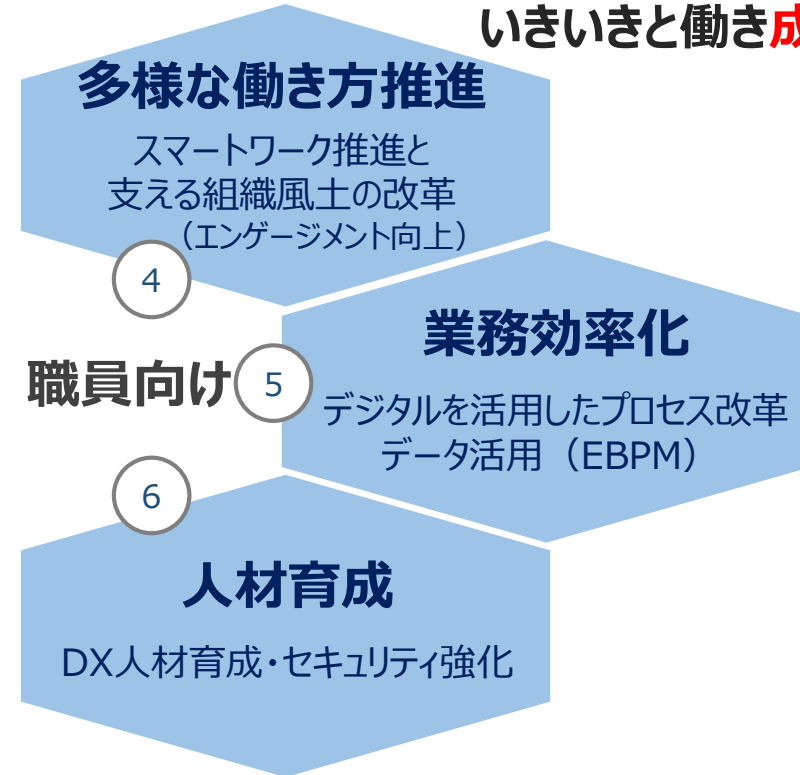 いきいきと働き成
多様な働き方推進
スマートワーク推進と
支える組織風土の改革
（エンゲージメント向上）
4
業務効率化
職員向け
5
デジタルを活用したプロセス改革
データ活用（EBPM）
6
人材育成
DX人材育成・セキュリティ強化